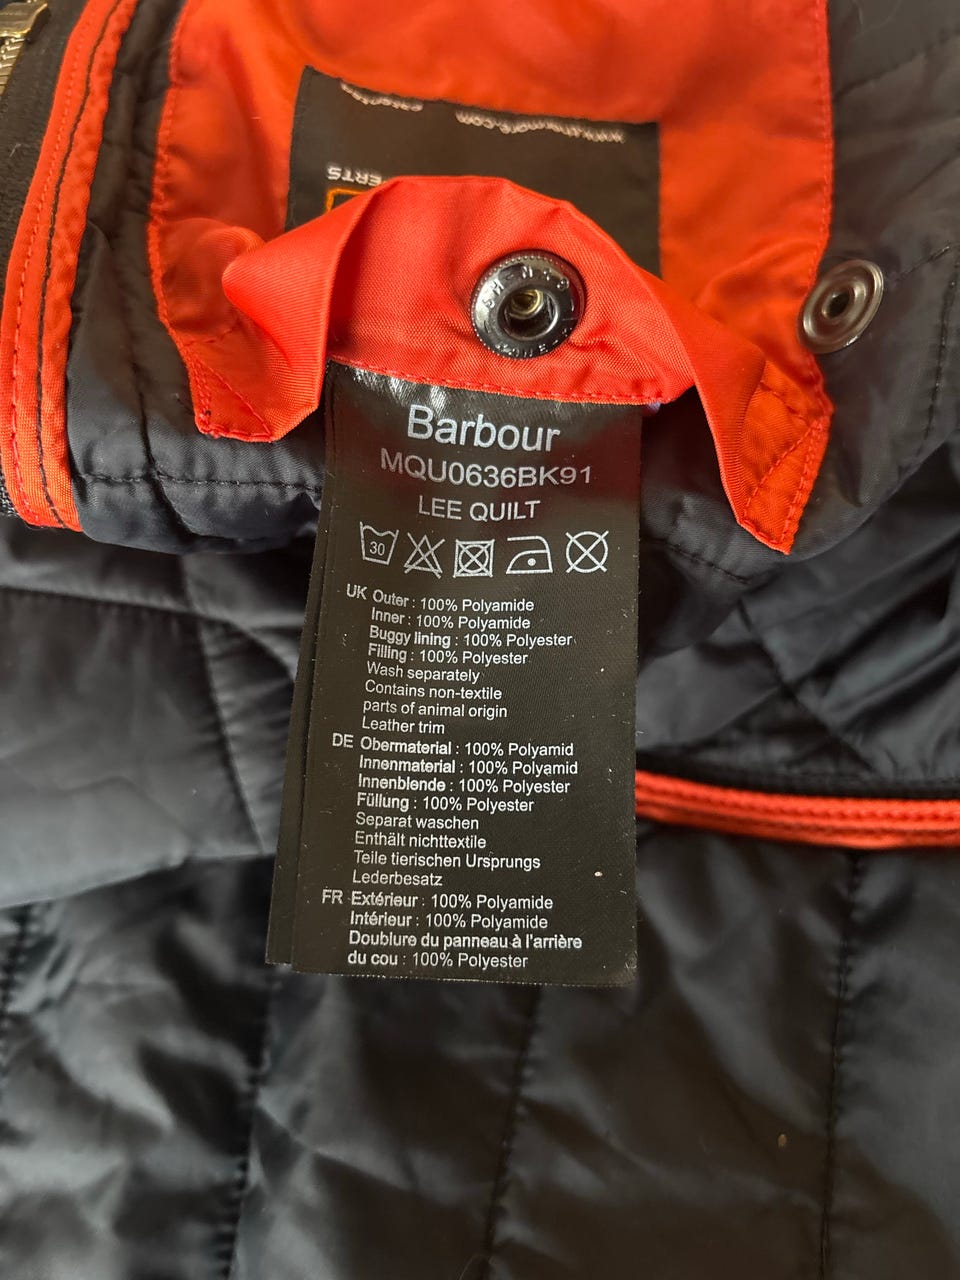 PERTS
Barbour
MQU0636BK91
LEE QUILT
30
UK Outer : 100% Polyamide
Inner : 100% Polyamide
Buggy lining : 100% Polyester
Filling : 100% Polyester
Wash separately
Contains non-textile
parts of animal origin
Leather trim
DE Obermaterial : 100% Polyamid
Innenmaterial : 100% Polyamid
Innenblende : 100% Polyester
Füllung : 100% Polyester
Separat waschen
Enthält nichttextile
Teile tierischen Ursprungs
Lederbesatz
FR Extérieur : 100% Polyamide
Intérieur : 100% Polyamide
Doublure du panneau à l'arrière
du cou : 100% Polyester